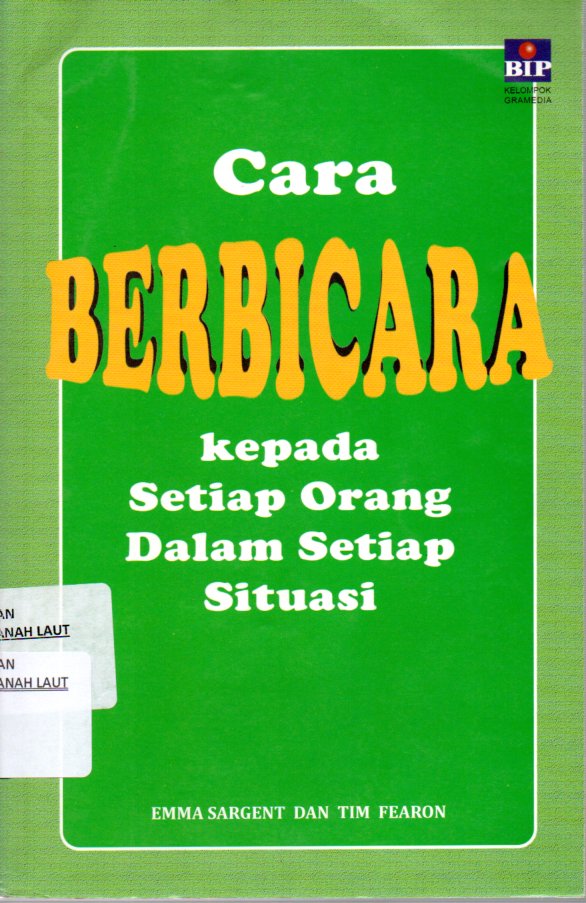 BIP
KELOMPOK
GRAMEDIA
Cara
BERBICARA
kepada
Setiap Orang
Dalam Setiap
Situasi
AN
ANAH LAUT
AN
ANAH LAUT
EMMA SARGENT DAN TIM FEARON